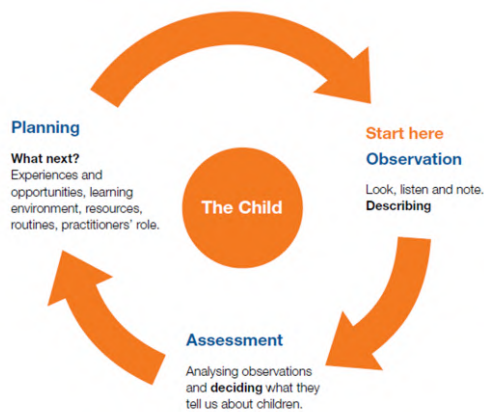 Planning
What next?
Experiences and
opportunities, learning
environment, resources,
routines, practitioners' role.
The Child
Start here
Observation
Look, listen and note.
Describing
Assessment
Analysing observations
and deciding what they
tell us about children.